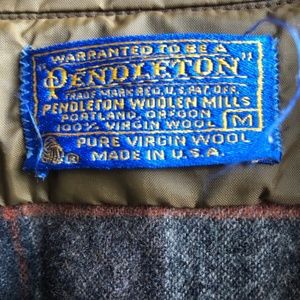 WARRANTED TO BE A
"PENDLETON"
TRADE MARK REG. U.S. PAT. OFF.
PENDLETON WOOLEN MILLS
PORTLAND, OREGON
100% VIRGIN WOOL M
PURE VIRGIN WOOL
® MADE IN U.S.A.